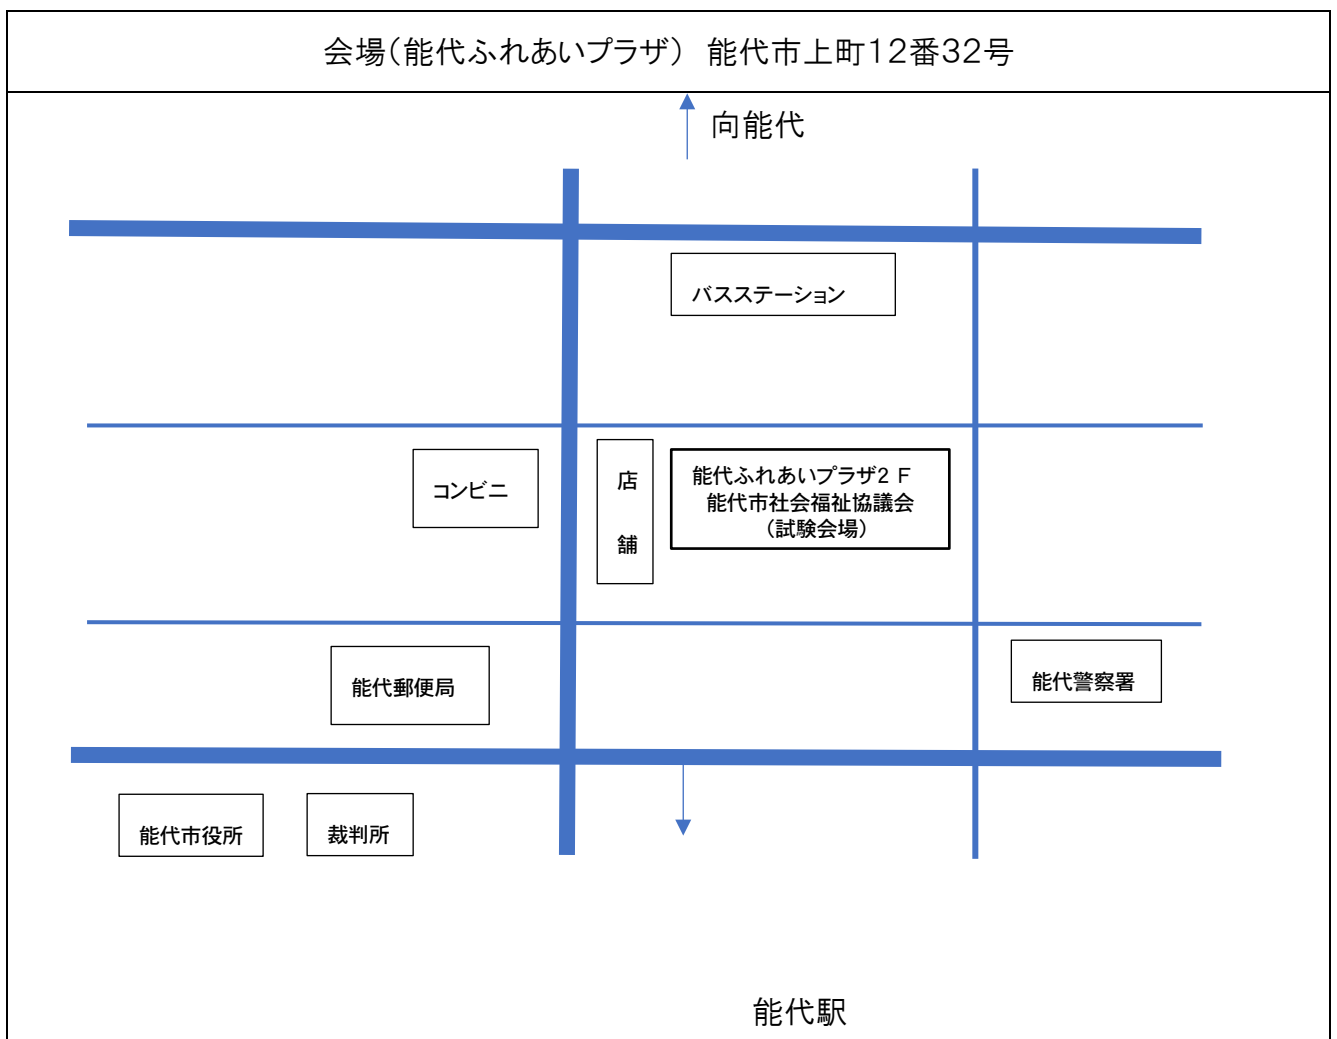 会場(能代ふれあいプラザ) 能代市上町12番32号
向能代
バスステーション
コンビニ
店
舗
能代ふれあいプラザ2F
能代市社会福祉協議会
(試験会場)
能代郵便局
能代警察署
能代市役所
裁判所
能代駅